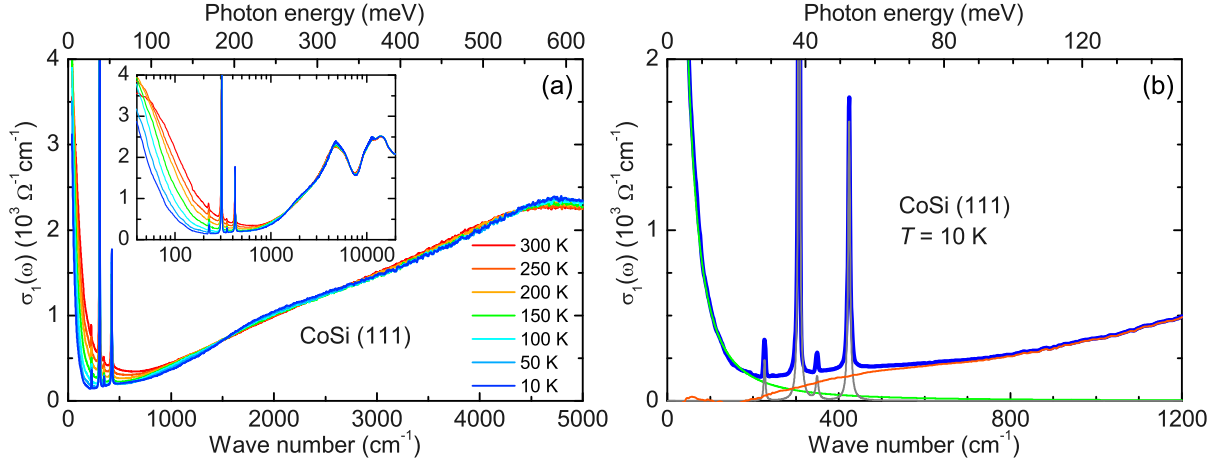 Photon energy (meV)
0 100 200 300 400 500 600
(a)
σ₁(ω) (10³ Ω⁻¹cm⁻¹)
4
3
2
1
0
4
3
2
1
0
100 1000 10000
300 K
250 K
200 K
150 K
100 K
50 K
10 K
CoSi (111)
0 1000 2000 3000 4000 5000
Wave number (cm⁻¹)
Photon energy (meV)
0 40 80 120
(b)
σ₁(ω) (10³ Ω⁻¹cm⁻¹)
2
1
0
CoSi (111)
T = 10 K
0 400 800 1200
Wave number (cm⁻¹)